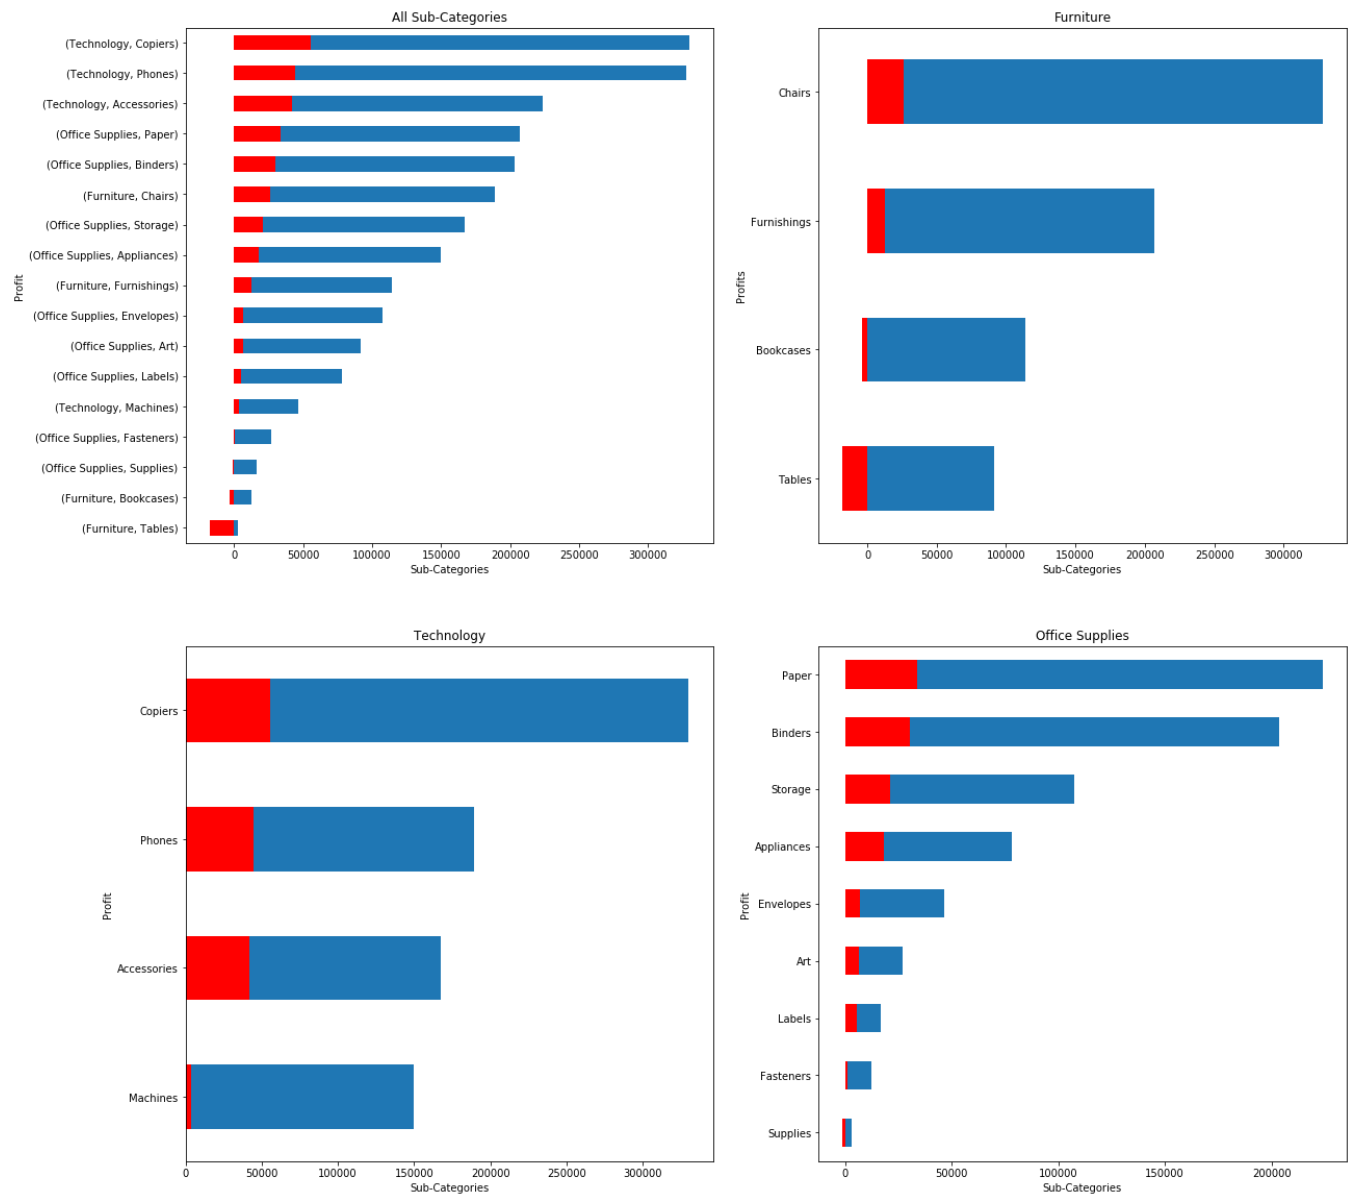 All Sub-Categories
(Technology, Copiers)
(Technology, Phones)
(Technology, Accessories)
(Office Supplies, Paper)
(Office Supplies, Binders)
(Furniture, Chairs)
(Office Supplies, Storage)
(Office Supplies, Appliances)
(Furniture, Furnishings)
(Office Supplies, Envelopes)
(Office Supplies, Art)
(Office Supplies, Labels)
(Technology, Machines)
(Office Supplies, Fasteners)
(Office Supplies, Supplies)
(Furniture, Bookcases)
(Furniture, Tables)
Profit
0 50000 100000 150000 200000 250000 300000
Sub-Categories
Furniture
Chairs
Furnishings
Bookcases
Tables
Profits
0 50000 100000 150000 200000 250000 300000
Sub-Categories
Technology
Copiers
Phones
Accessories
Machines
Profit
0 50000 100000 150000 200000 250000 300000
Sub-Categories
Office Supplies
Paper
Binders
Storage
Appliances
Envelopes
Art
Labels
Fasteners
Supplies
Profit
0 50000 100000 150000 200000
Sub-Categories